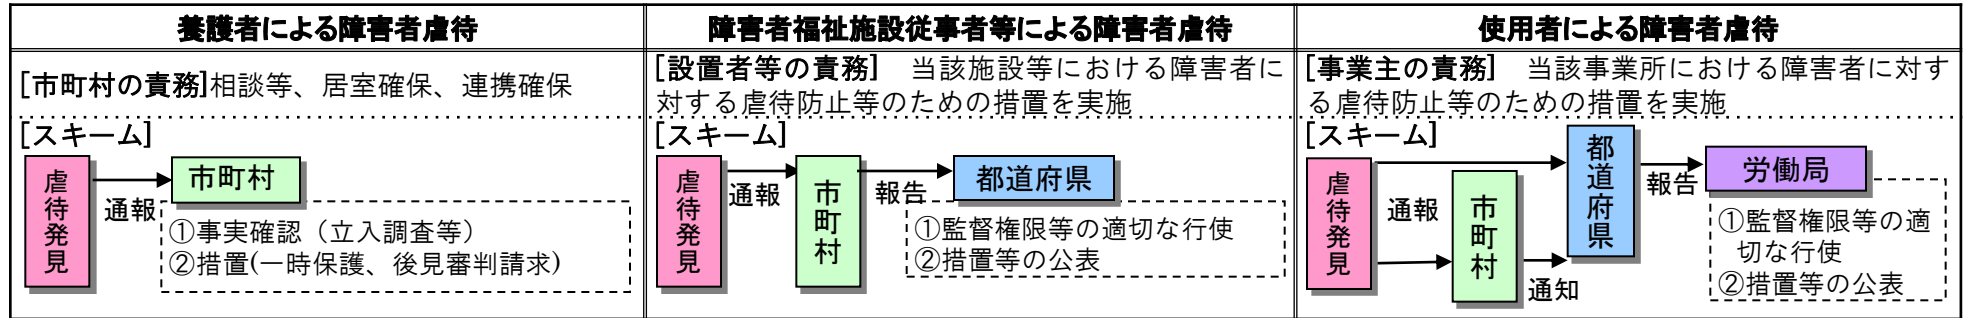 養護者による障害者虐待
[市町村の責務]相談等、居室確保、連携確保
[スキーム]
虐待発見
通報
市町村
①事実確認（立入調査等）
②措置(一時保護、後見審判請求)
障害者福祉施設従事者等による障害者虐待
[設置者等の責務]　当該施設等における障害者に
対する虐待防止等のための措置を実施
[スキーム]
虐待発見
通報
市町村
報告
都道府県
①監督権限等の適切な行使
②措置等の公表
使用者による障害者虐待
[事業主の責務]　当該事業所における障害者に対す
る虐待防止等のための措置を実施
[スキーム]
虐待発見
通報
市町村
通知
都道府県
報告
労働局
①監督権限等の適
切な行使
②措置等の公表